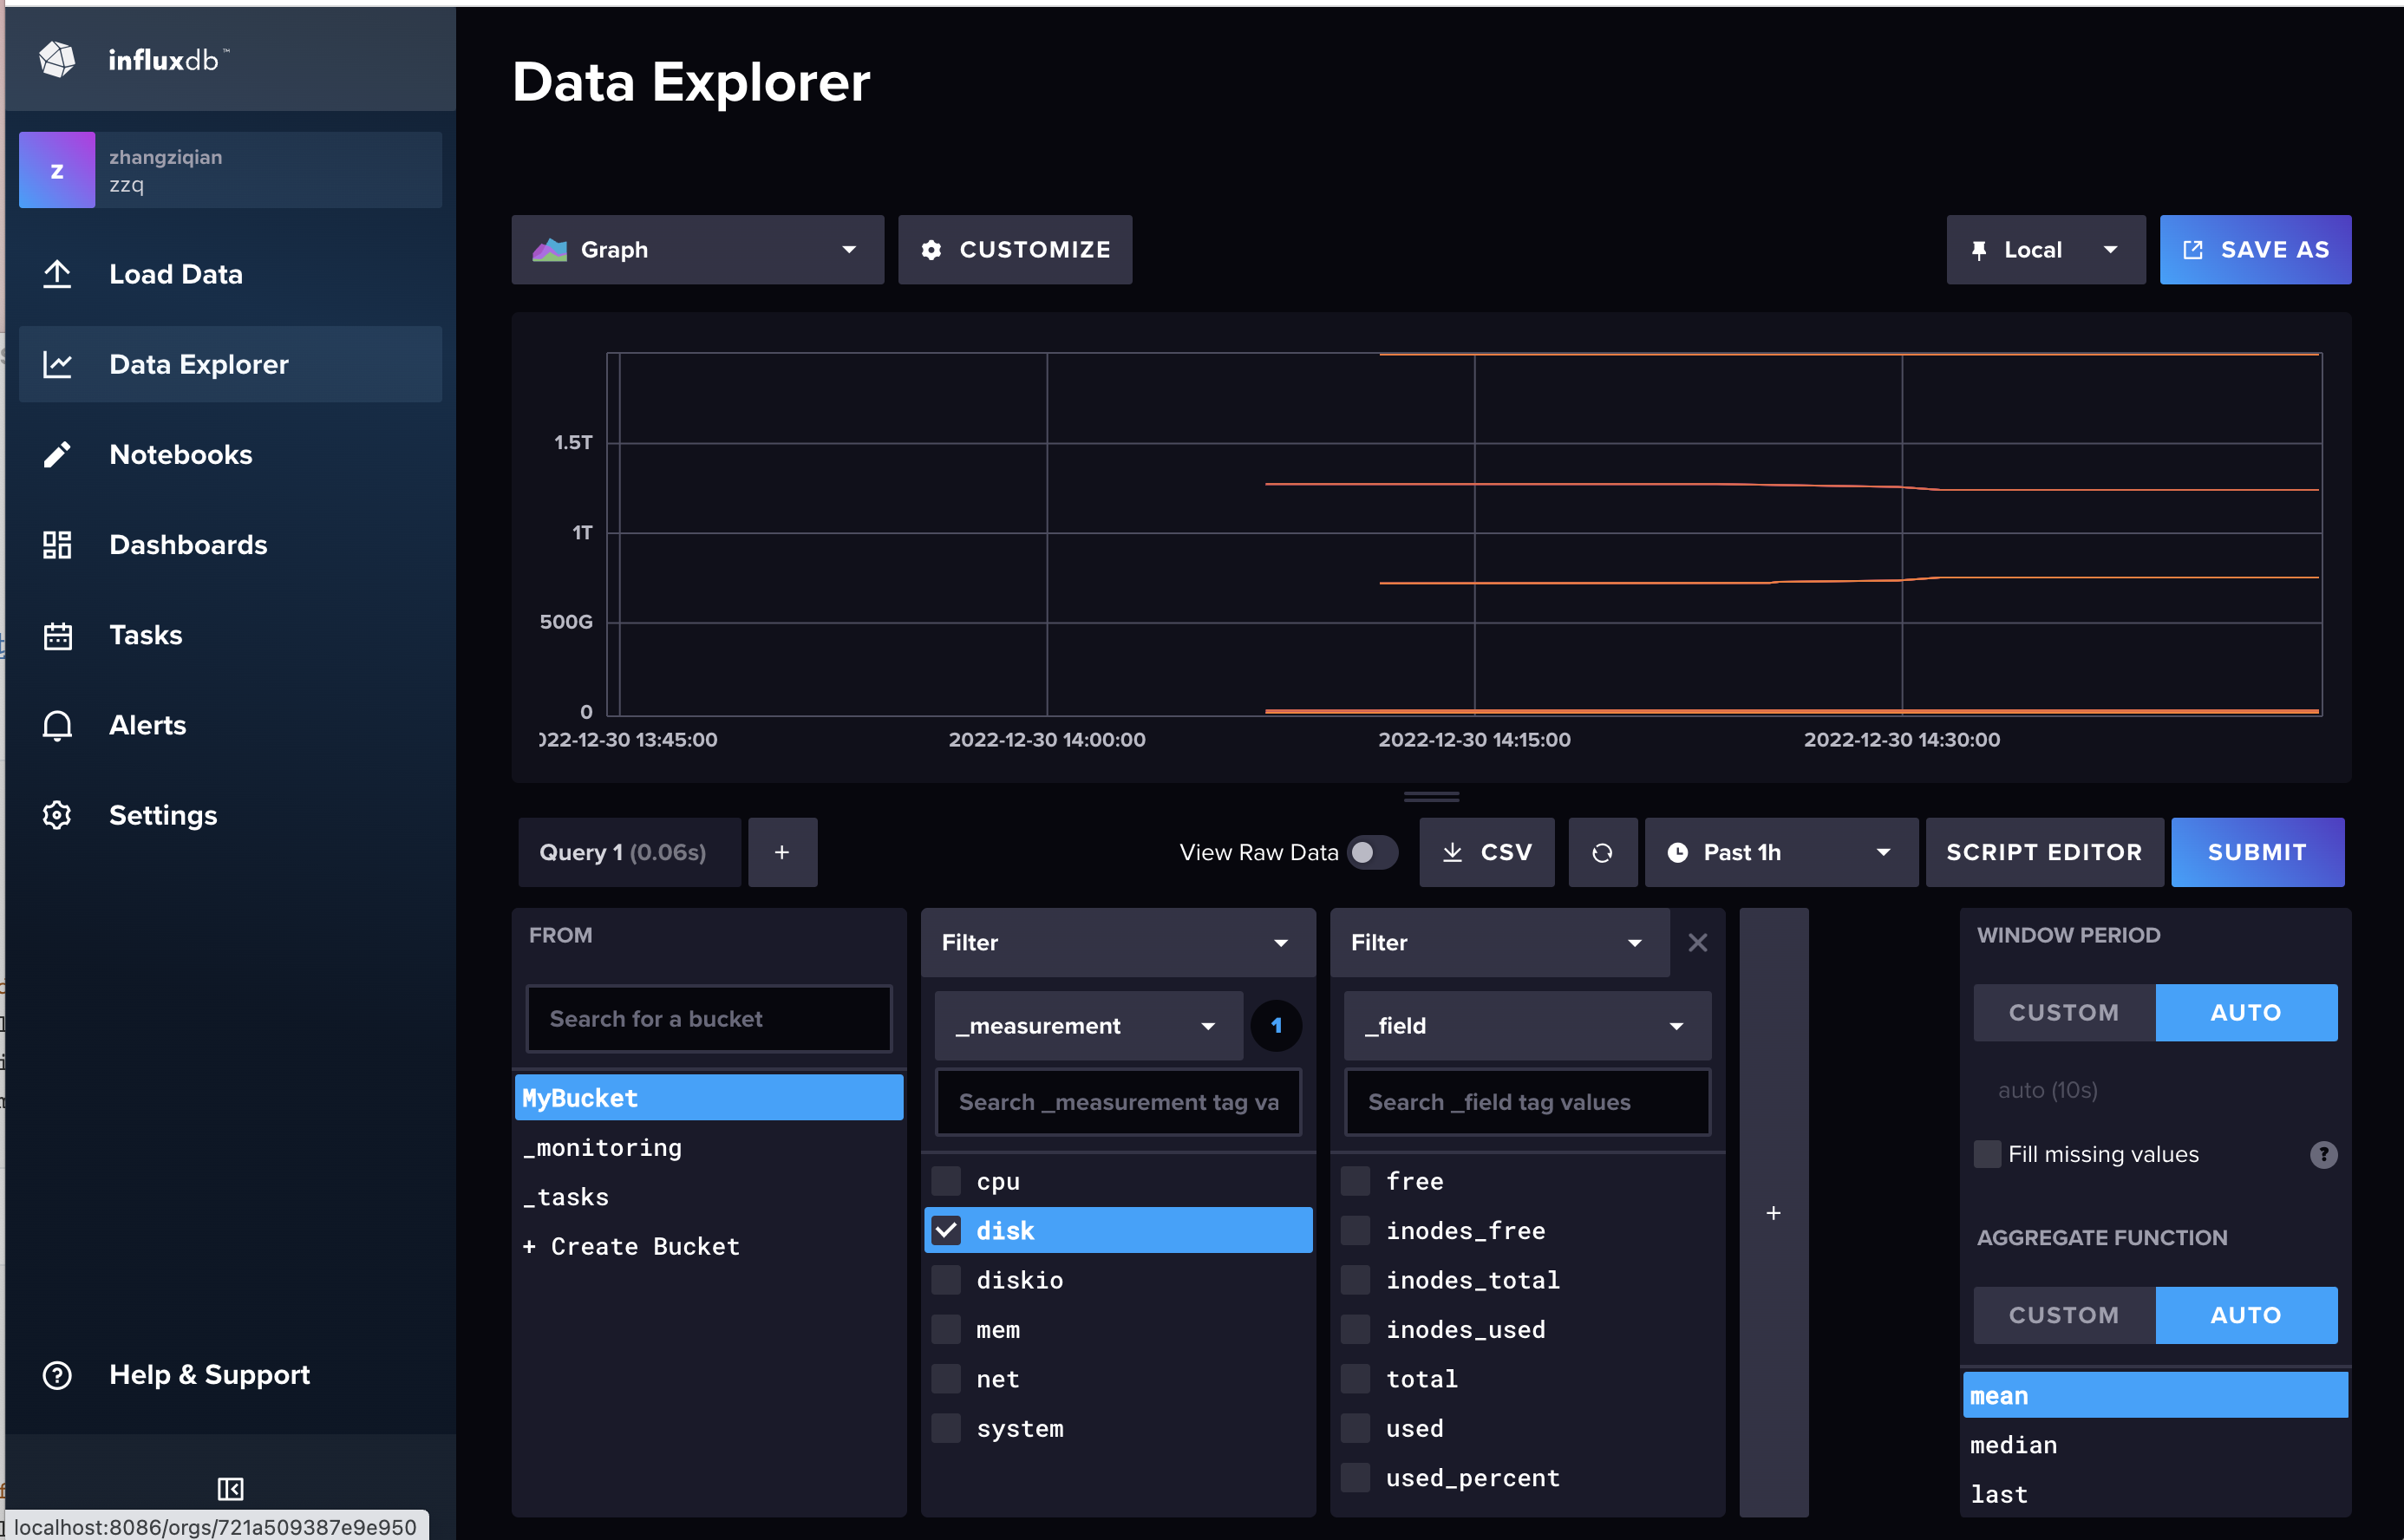 influxdb™
z
zhangziqian
zzq
Load Data
Data Explorer
Notebooks
Dashboards
Tasks
Alerts
Settings
Help & Support
localhost:8086/orgs/721a509387e9e950
Data Explorer
Graph
CUSTOMIZE
Local
SAVE AS
1.5T
1T
500G
0
022-12-30 13:45:00
2022-12-30 14:00:00
2022-12-30 14:15:00
2022-12-30 14:30:00
Query 1 (0.06s)
+
View Raw Data
CSV
Past 1h
SCRIPT EDITOR
SUBMIT
FROM
Search for a bucket
MyBucket
_monitoring
_tasks
+ Create Bucket
Filter
_measurement
1
Search _measurement tag va
cpu
disk
diskio
mem
net
system
Filter
_field
Search _field tag values
free
inodes_free
inodes_total
inodes_used
total
used
used_percent
+
WINDOW PERIOD
CUSTOM
AUTO
auto (10s)
Fill missing values
?
AGGREGATE FUNCTION
CUSTOM
AUTO
mean
median
last